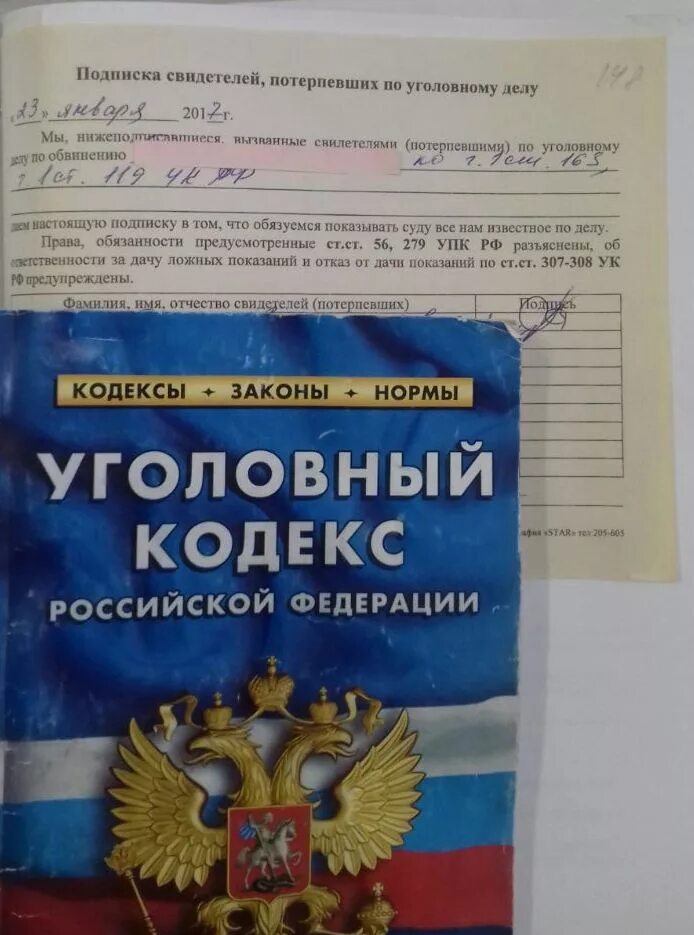 148
Подписка свидетелей, потерпевших по уголовному делу
«23» января 2017 г.
Мы, нижеподписавшиеся, вызванные свидетелями (потерпевшими) по уголовному
делу по обвинению по ч. 1 ст. 163,
ч 1 ст. 119 УК РФ
даем настоящую подписку в том, что обязуемся показывать суду все нам известное по делу.
Права, обязанности предусмотренные ст.ст. 56, 279 УПК РФ разъяснены, об
ответственности за дачу ложных показаний и отказ от дачи показаний по ст.ст. 307-308 УК
РФ предупреждены.
Фамилия, имя, отчество свидетелей (потерпевших) Подпись
«STAR» тел:205-605
КОДЕКСЫ ✦ ЗАКОНЫ ✦ НОРМЫ
УГОЛОВНЫЙ
КОДЕКС
РОССИЙСКОЙ ФЕДЕРАЦИИ